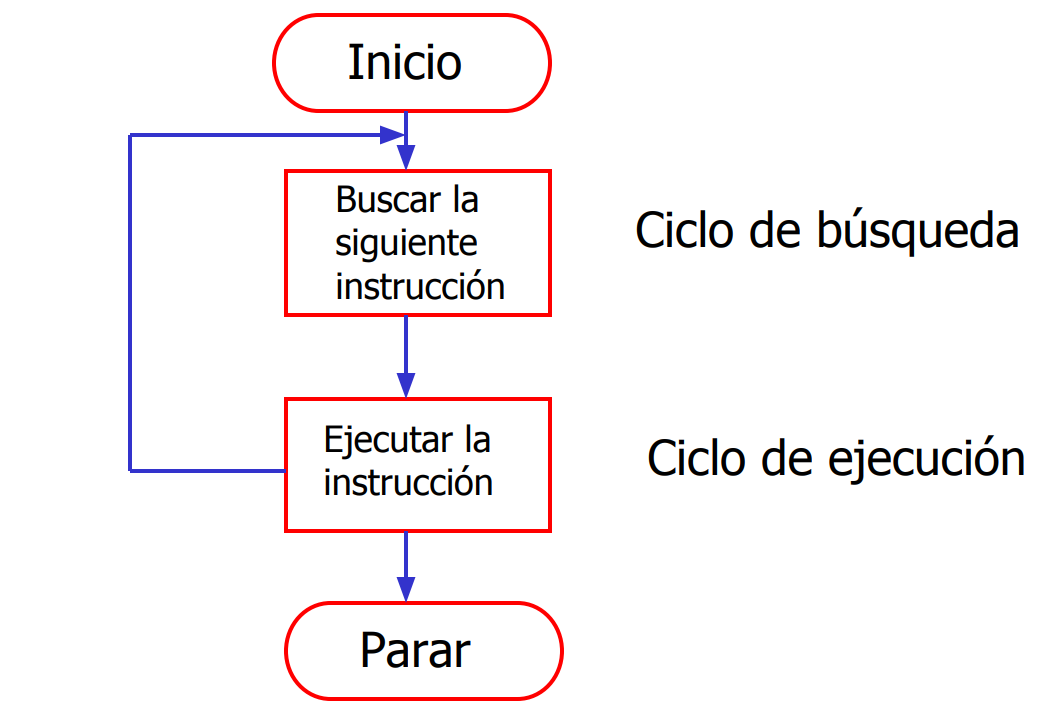 Inicio
Buscar la
siguiente
instrucción
Ciclo de búsqueda
Ejecutar la
instrucción
Ciclo de ejecución
Parar